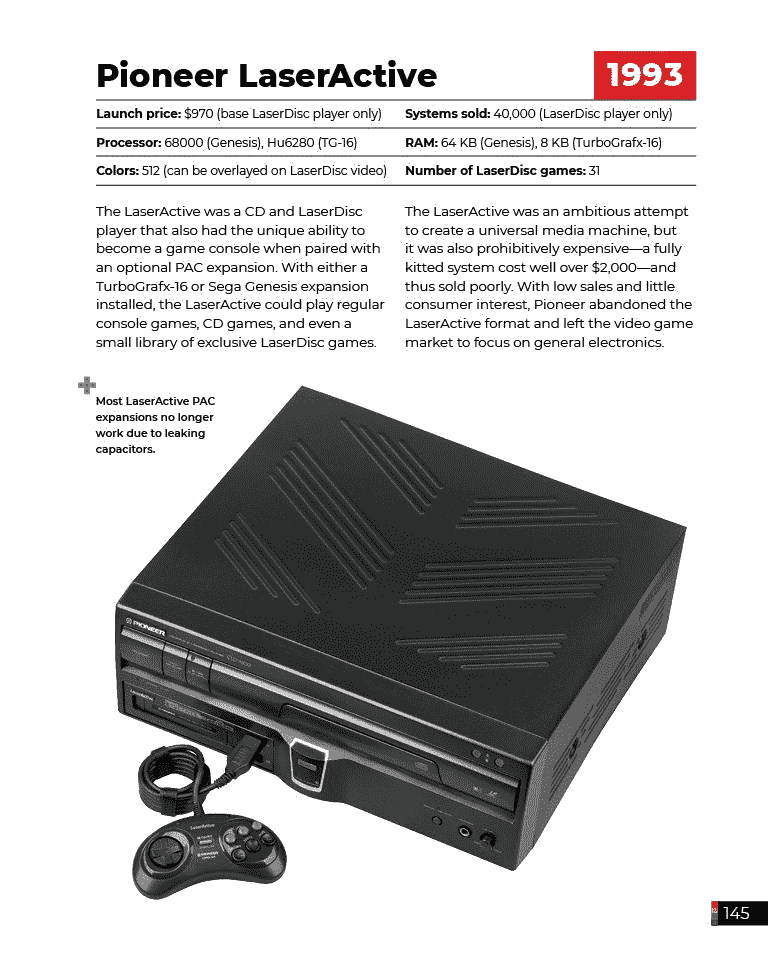 Pioneer LaserActive
1993
Launch price: $970 (base LaserDisc player only)
Systems sold: 40,000 (LaserDisc player only)
Processor: 68000 (Genesis), Hu6280 (TG-16)
RAM: 64 KB (Genesis), 8 KB (TurboGrafx-16)
Colors: 512 (can be overlayed on LaserDisc video)
Number of LaserDisc games: 31
The LaserActive was a CD and LaserDisc
player that also had the unique ability to
become a game console when paired with
an optional PAC expansion. With either a
TurboGrafx-16 or Sega Genesis expansion
installed, the LaserActive could play regular
console games, CD games, and even a
small library of exclusive LaserDisc games.
The LaserActive was an ambitious attempt
to create a universal media machine, but
it was also prohibitively expensive—a fully
kitted system cost well over $2,000—and
thus sold poorly. With low sales and little
consumer interest, Pioneer abandoned the
LaserActive format and left the video game
market to focus on general electronics.
Most LaserActive PAC
expansions no longer
work due to leaking
capacitors.
PIONEER
LaserActive
LaserActive
145